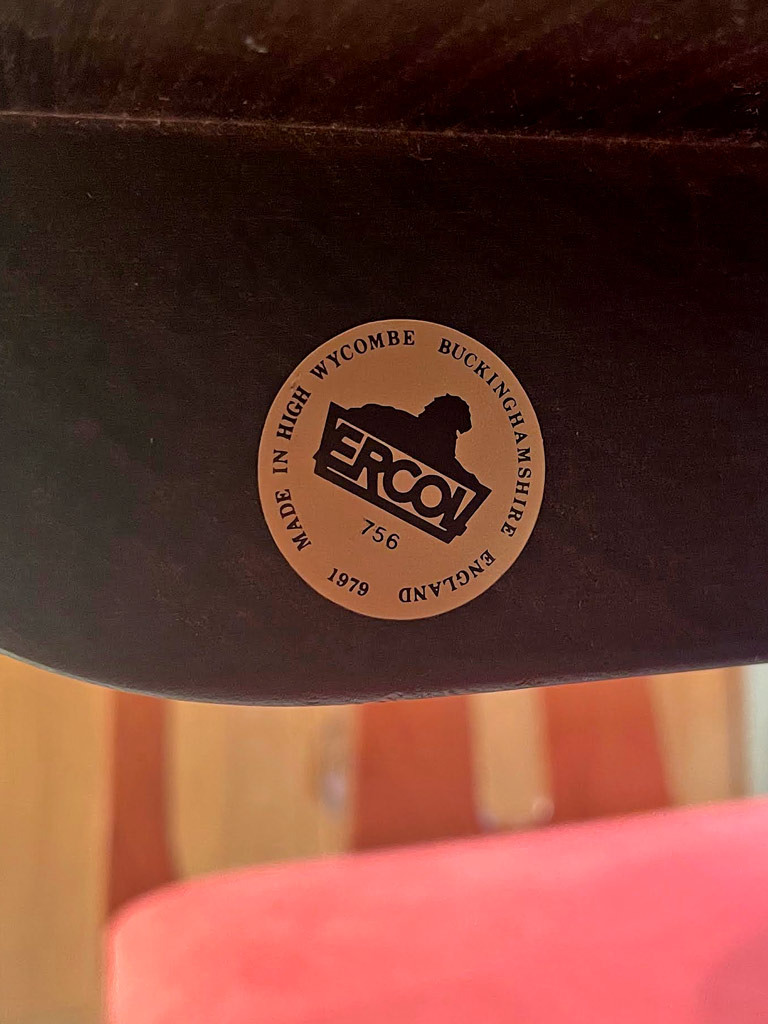 MADE IN HIGH WYCOMBE BUCKINGHAMSHIRE ENGLAND
ERCOL
756
1979